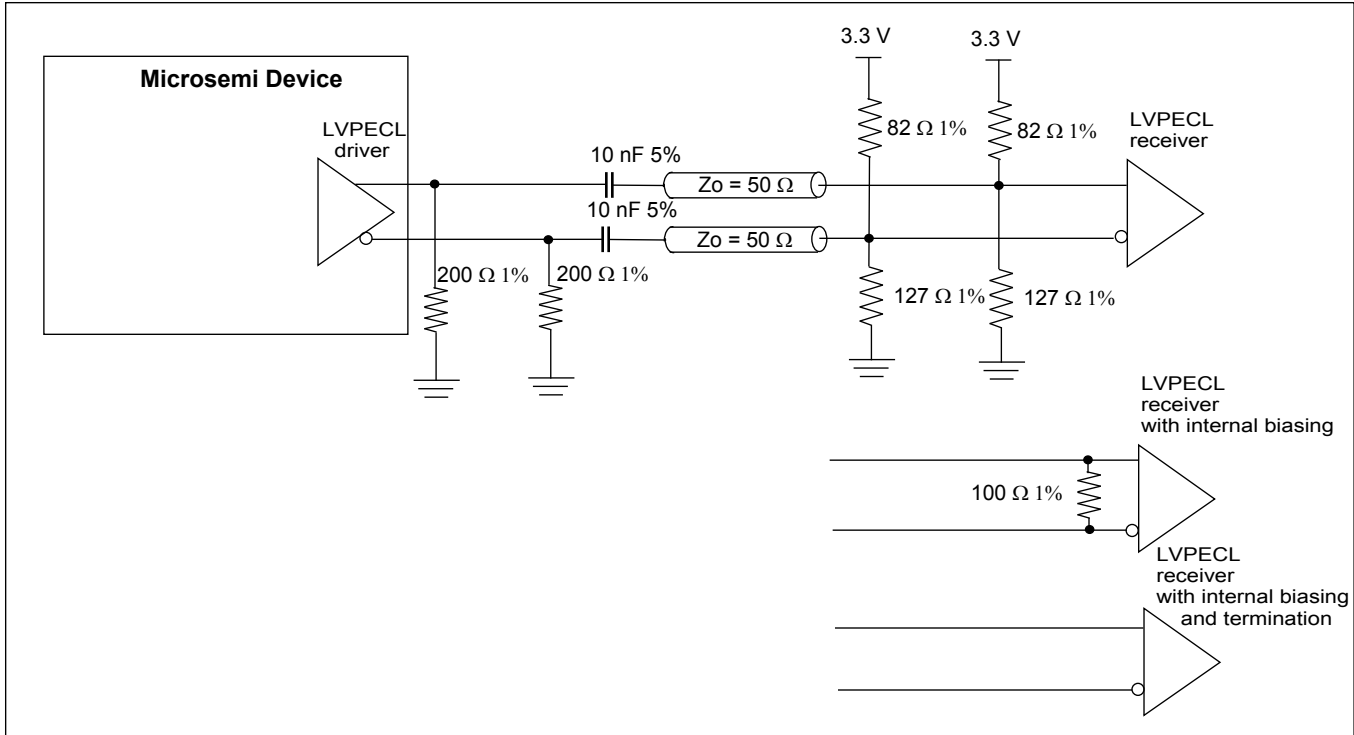 3.3 V
3.3 V
Microsemi Device
LVPECL
driver
82 Ω 1%
82 Ω 1%
LVPECL
receiver
10 nF 5%
Zo = 50 Ω
10 nF 5%
Zo = 50 Ω
200 Ω 1%
200 Ω 1%
127 Ω 1%
127 Ω 1%
LVPECL
receiver
with internal biasing
100 Ω 1%
LVPECL
receiver
with internal biasing
and termination